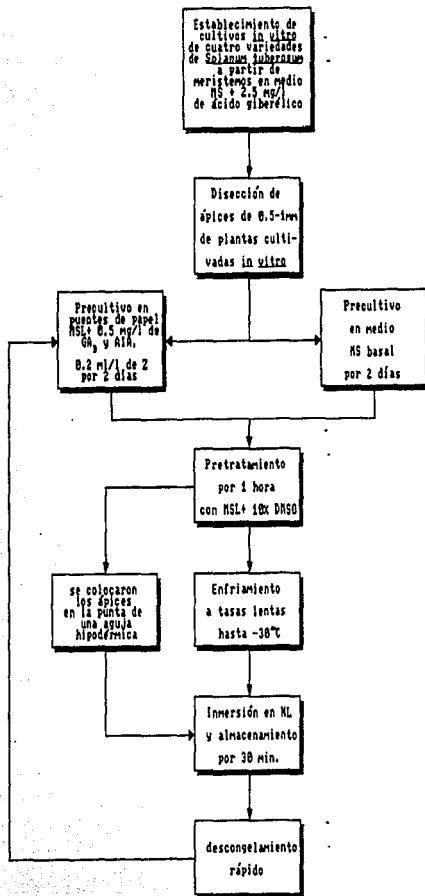 Establecimiento de
cultivos in vitro
de cuatro variedades
de Solanum tuberosum
a partir de
meristemos en medio
MS + 2.5 mg/l
de ácido giberélico
Disección de
ápices de 0.5-1mm
de plantas culti-
vadas in vitro
Precultivo en
puentes de papel
MSL+ 0.5 mg/l de
GA3 y AIA,
0.2 ml/l de Z
por 2 días
Precultivo
en medio
MS basal
por 2 días
Pretratamiento
por 1 hora
con MSL+ 10% DMSO
se colocaron
los ápices
en la punta de
una aguja
hipodérmica
Enfriamiento
a tasas lentas
hasta -30°C
Inmersión en NL
y almacenamiento
por 30 min.
descongelamiento
rápido